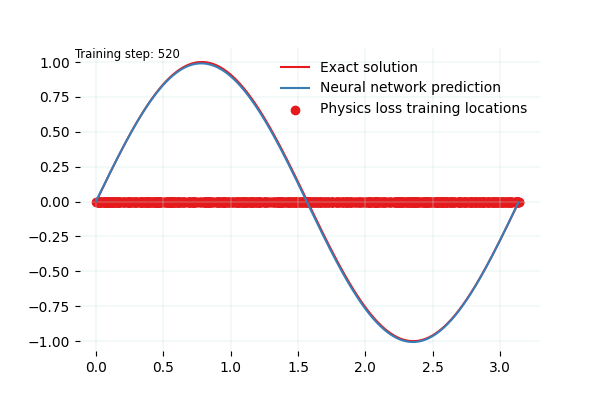 Training step: 520
Exact solution
Neural network prediction
Physics loss training locations
1.00
0.75
0.50
0.25
0.00
−0.25
−0.50
−0.75
−1.00
0.0 0.5 1.0 1.5 2.0 2.5 3.0